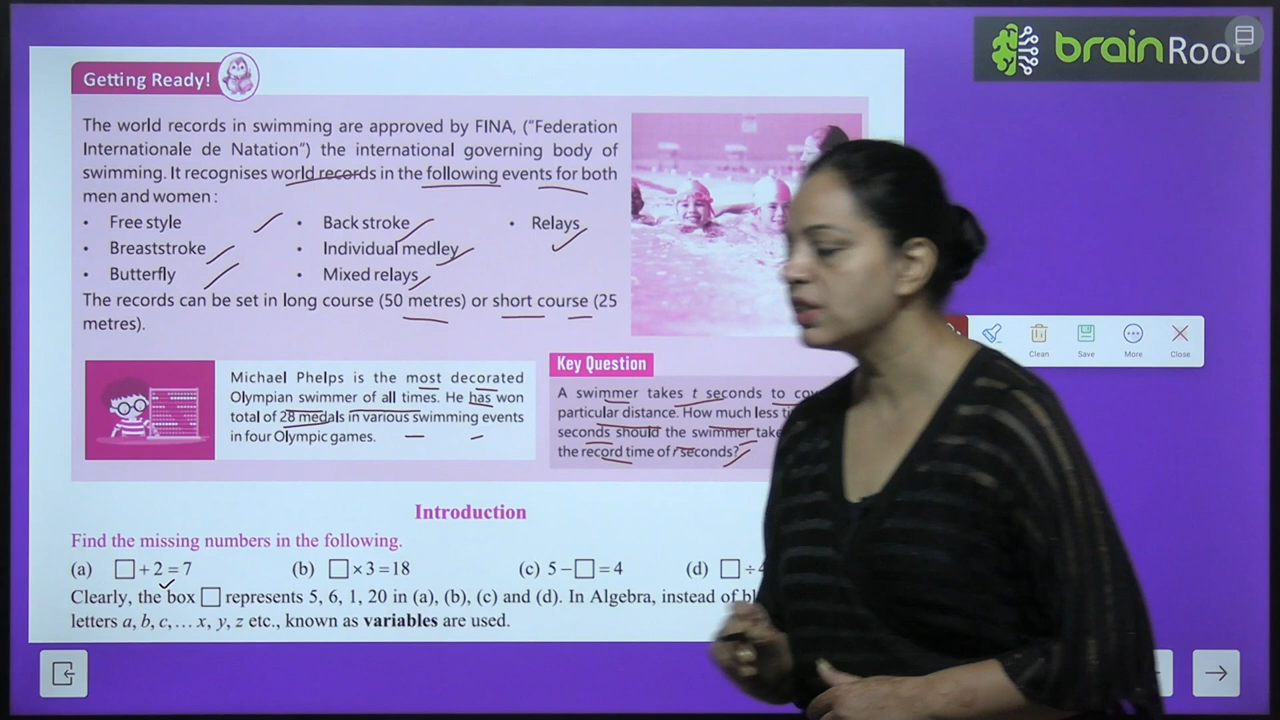 brainRoot
Getting Ready!
The world records in swimming are approved by FINA, ("Federation
Internationale de Natation") the international governing body of
swimming. It recognises world records in the following events for both
men and women :
• Free style • Back stroke • Relays
• Breaststroke • Individual medley
• Butterfly • Mixed relays
The records can be set in long course (50 metres) or short course (25
metres).
Clean Save More Close
Michael Phelps is the most decorated
Olympian swimmer of all times. He has won
total of 28 medals in various swimming events
in four Olympic games.
Key Question
A swimmer takes t seconds to
particular distance. How much less
seconds should the swimmer take
the record time of r seconds?
Introduction
Find the missing numbers in the following.
(a) □ + 2 = 7 (b) □ × 3 = 18 (c) 5 − □ = 4 (d) □ ÷
Clearly, the box □ represents 5, 6, 1, 20 in (a), (b), (c) and (d). In Algebra, instead of
letters a, b, c,... x, y, z etc., known as variables are used.